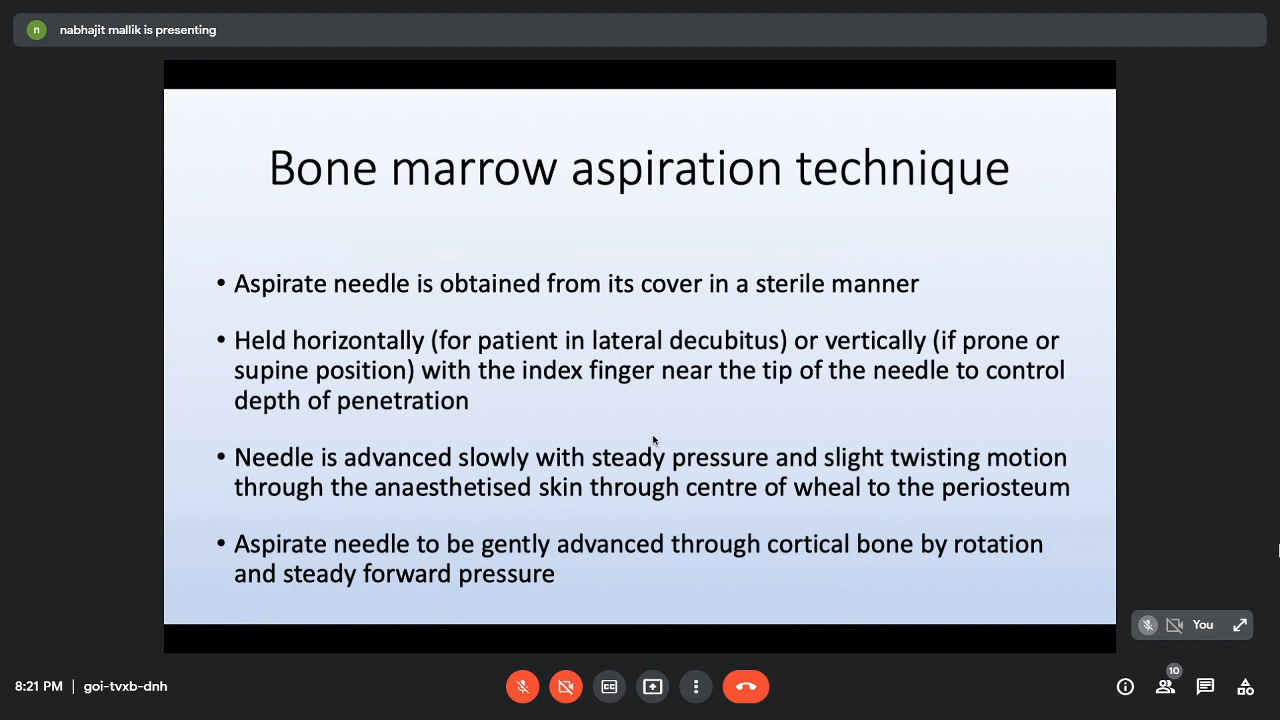 n nabhajit mallik is presenting
Bone marrow aspiration technique
• Aspirate needle is obtained from its cover in a sterile manner
• Held horizontally (for patient in lateral decubitus) or vertically (if prone or
supine position) with the index finger near the tip of the needle to control
depth of penetration
• Needle is advanced slowly with steady pressure and slight twisting motion
through the anaesthetised skin through centre of wheal to the periosteum
• Aspirate needle to be gently advanced through cortical bone by rotation
and steady forward pressure
You
8:21 PM | goi-tvxb-dnh
CC
10